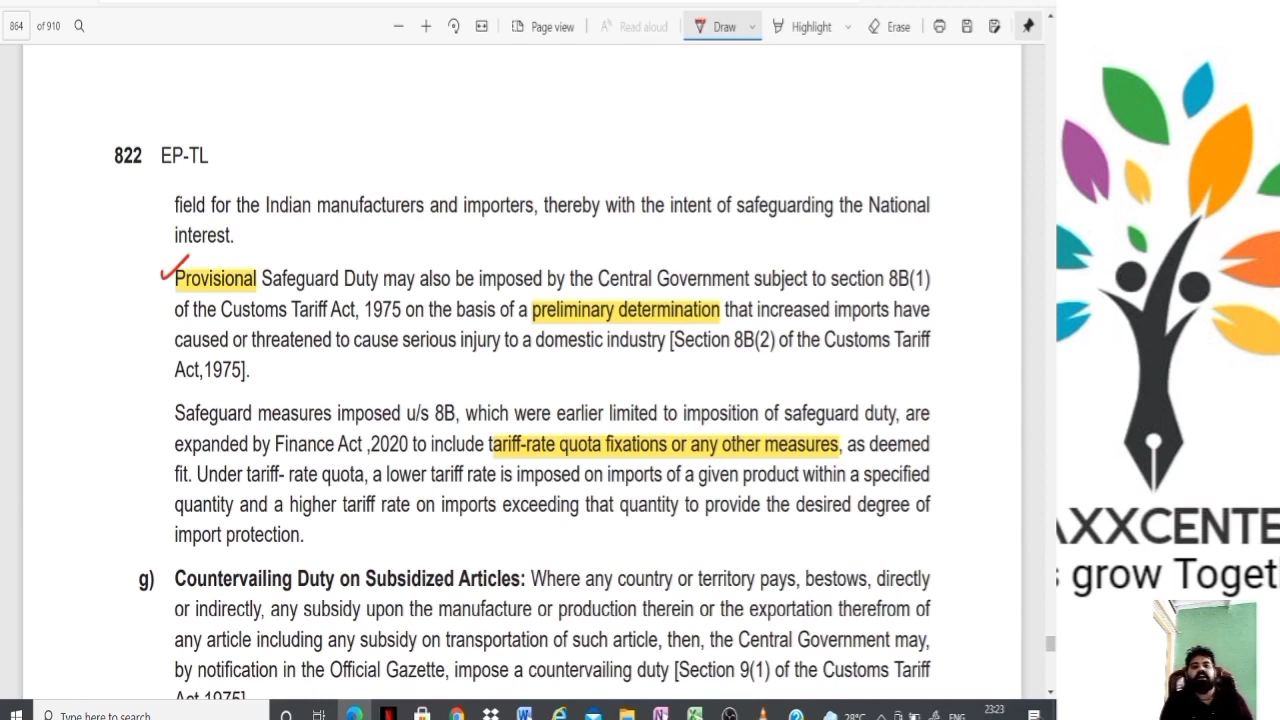 864 of 910 Page view Read aloud Draw Highlight Erase
822 EP-TL
field for the Indian manufacturers and importers, thereby with the intent of safeguarding the National
interest.
Provisional Safeguard Duty may also be imposed by the Central Government subject to section 8B(1)
of the Customs Tariff Act, 1975 on the basis of a preliminary determination that increased imports have
caused or threatened to cause serious injury to a domestic industry [Section 8B(2) of the Customs Tariff
Act,1975].
Safeguard measures imposed u/s 8B, which were earlier limited to imposition of safeguard duty, are
expanded by Finance Act ,2020 to include tariff-rate quota fixations or any other measures, as deemed
fit. Under tariff- rate quota, a lower tariff rate is imposed on imports of a given product within a specified
quantity and a higher tariff rate on imports exceeding that quantity to provide the desired degree of
import protection.
g) Countervailing Duty on Subsidized Articles: Where any country or territory pays, bestows, directly
or indirectly, any subsidy upon the manufacture or production therein or the exportation therefrom of
any article including any subsidy on transportation of such article, then, the Central Government may,
by notification in the Official Gazette, impose a countervailing duty [Section 9(1) of the Customs Tariff
Act,1975].
AXXCENTE
s grow Togeth
Type here to search 28°C ENG 23:23